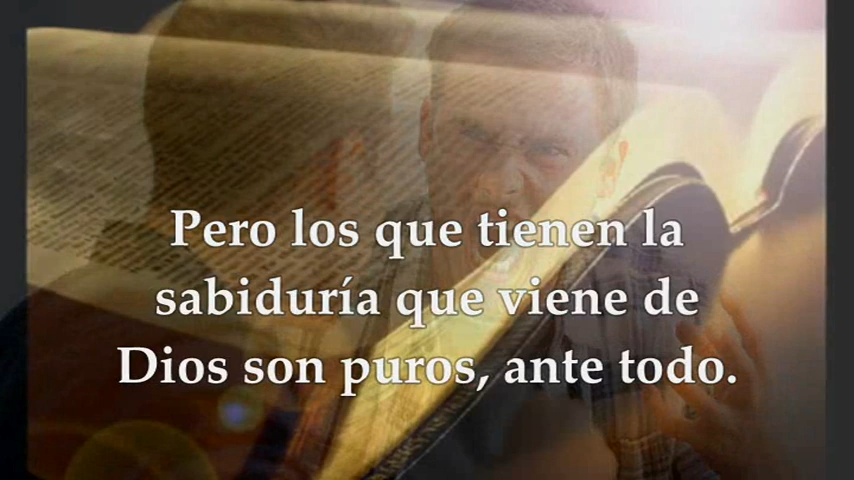 Pero los que tienen la
sabiduría que viene de
Dios son puros, ante todo.